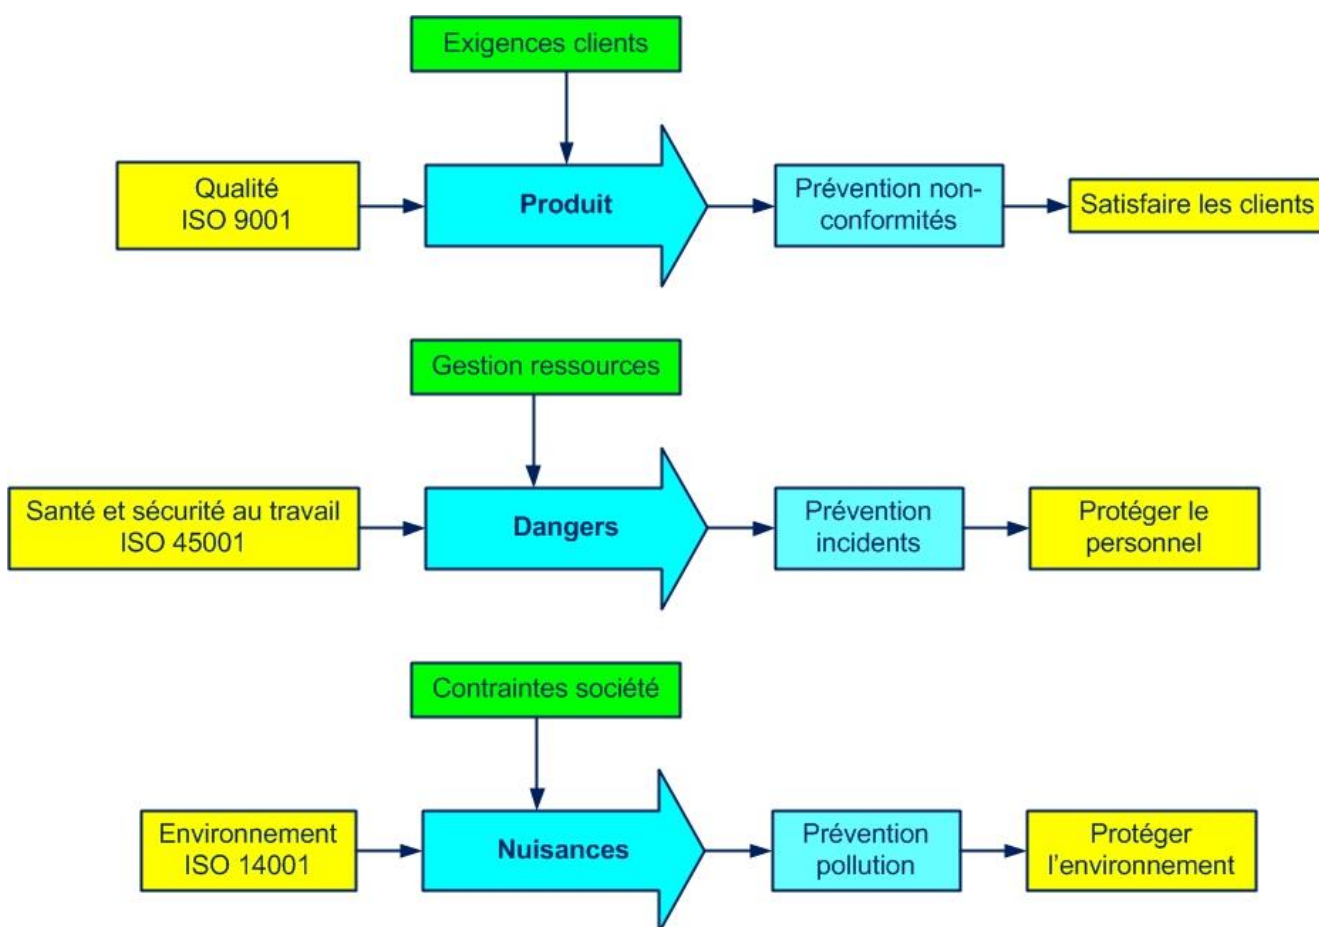 Exigences clients
Qualité
ISO 9001
Produit
Prévention non-
conformités
Satisfaire les clients
Gestion ressources
Santé et sécurité au travail
ISO 45001
Dangers
Prévention
incidents
Protéger le
personnel
Contraintes société
Environnement
ISO 14001
Nuisances
Prévention
pollution
Protéger
l’environnement